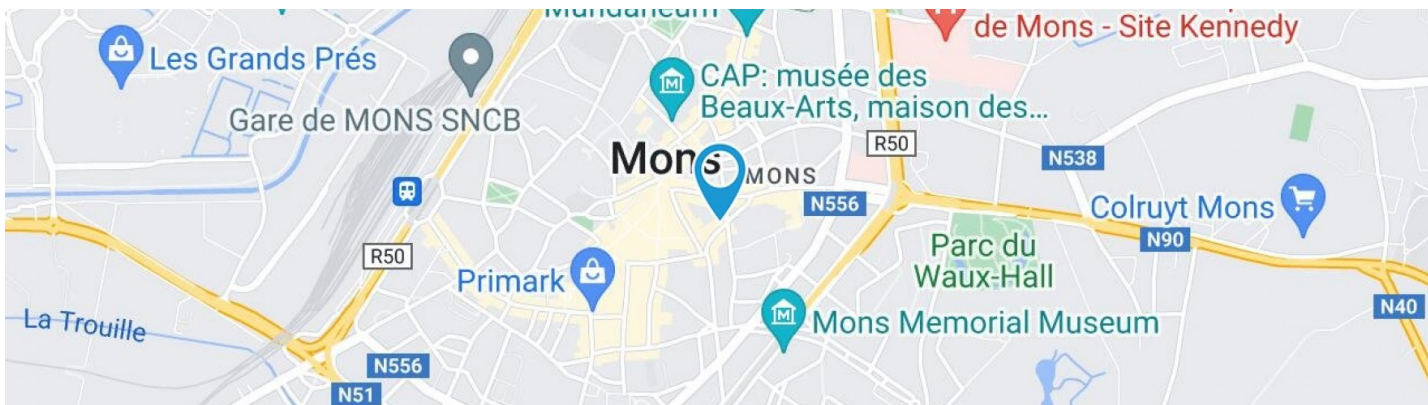 Mundaneum
de Mons - Site Kennedy
Les Grands Prés
CAP: musée des
Beaux-Arts, maison des...
Gare de MONS SNCB
R50
Mons
MONS
N538
N556
Colruyt Mons
N90
Parc du
Waux-Hall
R50
Primark
N40
La Trouille
Mons Memorial Museum
N556
N51